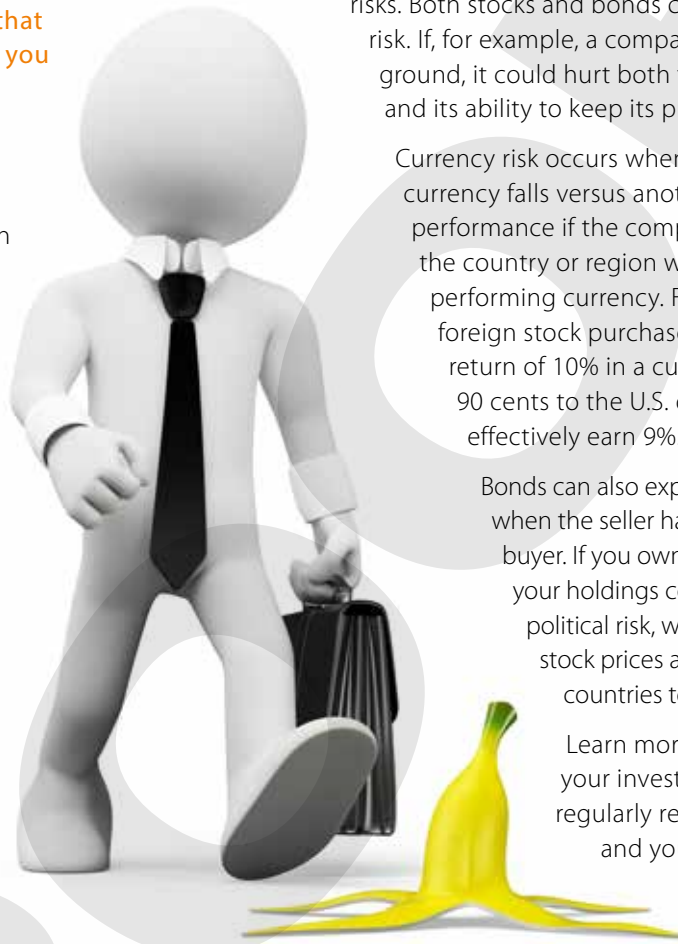 that
you
n
risks. Both stocks and bonds c
risk. If, for example, a compa
ground, it could hurt both
and its ability to keep its p
Currency risk occurs when
currency falls versus anot
performance if the comp
the country or region w
performing currency. F
foreign stock purchase
return of 10% in a cu
90 cents to the U.S.
effectively earn 9%
Bonds can also exp
when the seller ha
buyer. If you own
your holdings c
political risk, w
stock prices a
countries t
Learn mor
your invest
regularly re
and yo